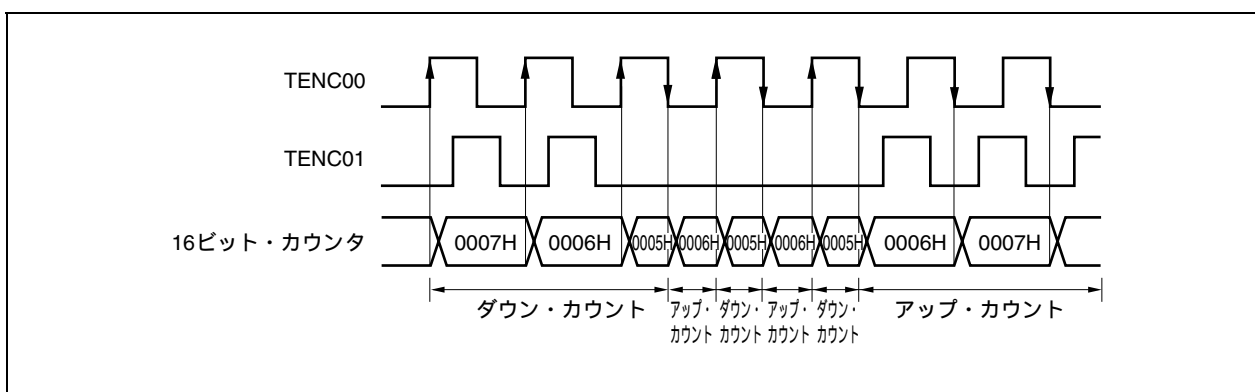 TENC00
TENC01
16ビット・カウンタ 0007H 0006H 0005H 0006H 0005H 0006H 0005H 0006H 0007H
ダウン・カウント アップ・ ダウン・ アップ・ ダウン・ アップ・カウント
カウント カウント カウント カウント